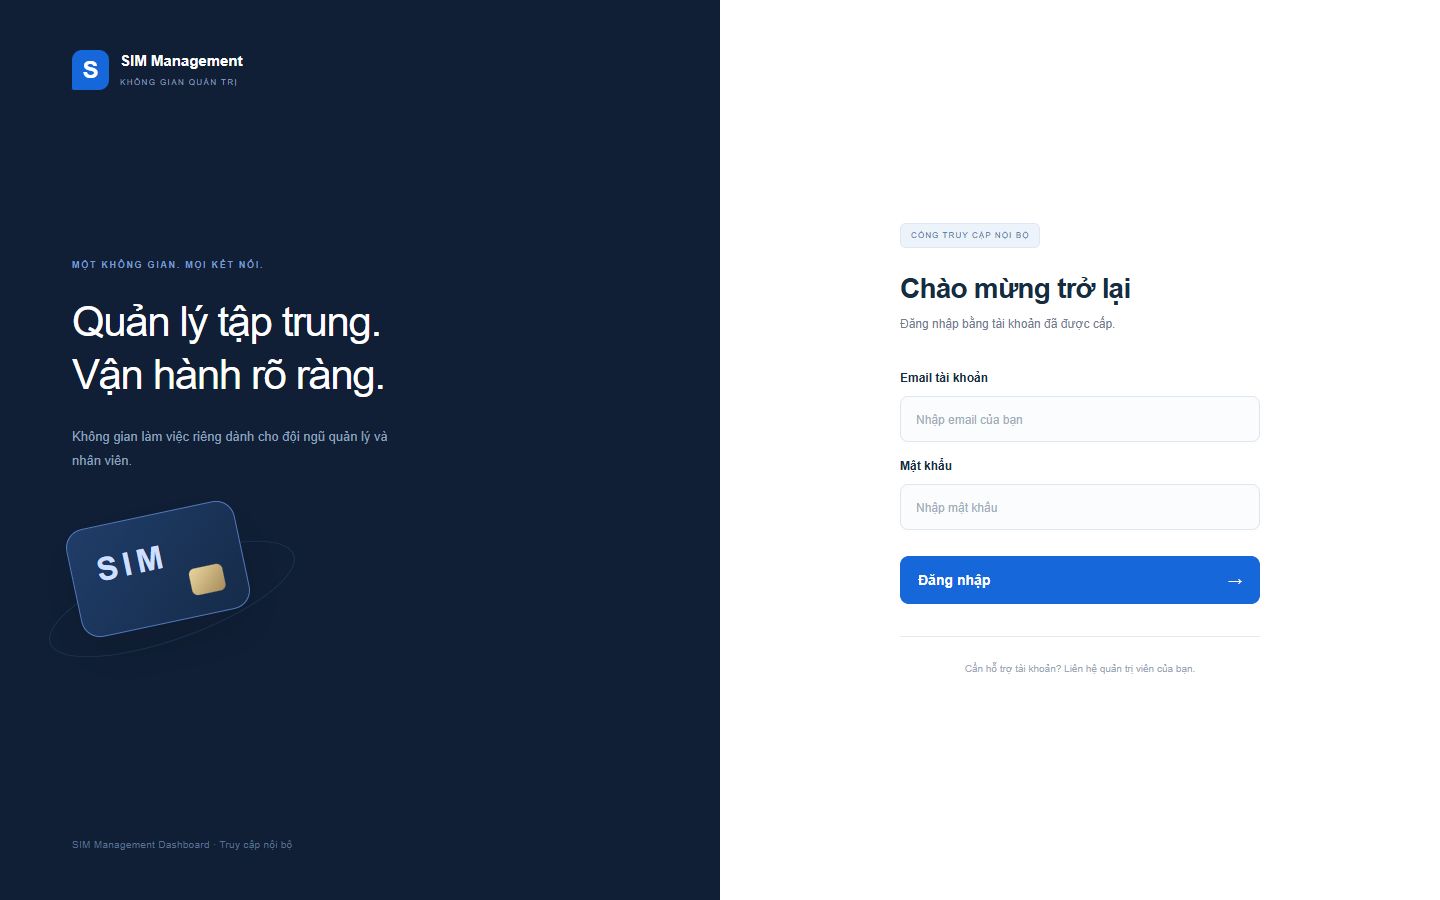 S
SIM Management
KHÔNG GIAN QUẢN TRỊ
MỘT KHÔNG GIAN. MỌI KẾT NỐI.
Quản lý tập trung.
Vận hành rõ ràng.
Không gian làm việc riêng dành cho đội ngũ quản lý và
nhân viên.
SIM
SIM Management Dashboard · Truy cập nội bộ
CỔNG TRUY CẬP NỘI BỘ
Chào mừng trở lại
Đăng nhập bằng tài khoản đã được cấp.
Email tài khoản
Nhập email của bạn
Mật khẩu
Nhập mật khẩu
Đăng nhập →
Cần hỗ trợ tài khoản? Liên hệ quản trị viên của bạn.